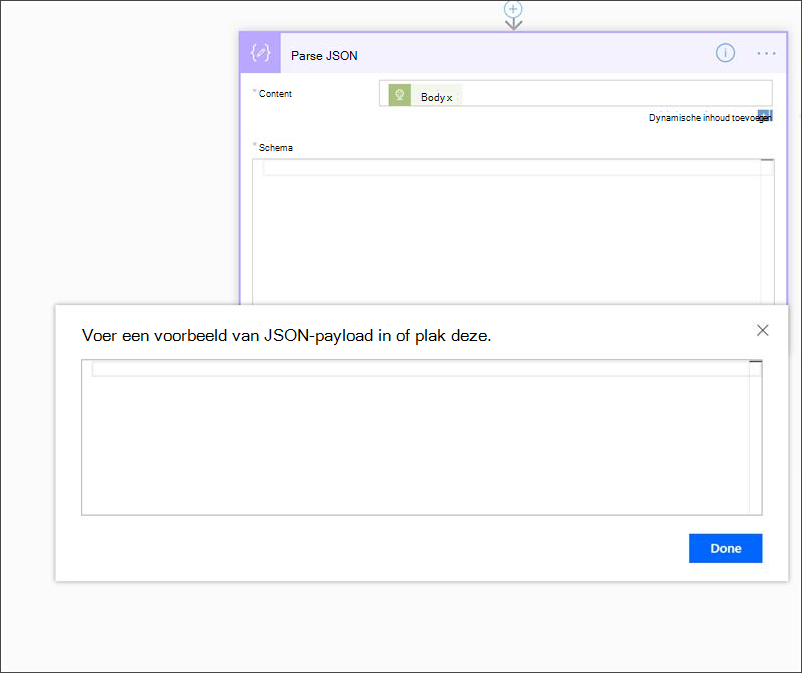 Parse JSON
* Content
Body x
Dynamische inhoud toevoegen
* Schema
Voer een voorbeeld van JSON-payload in of plak deze.
Done